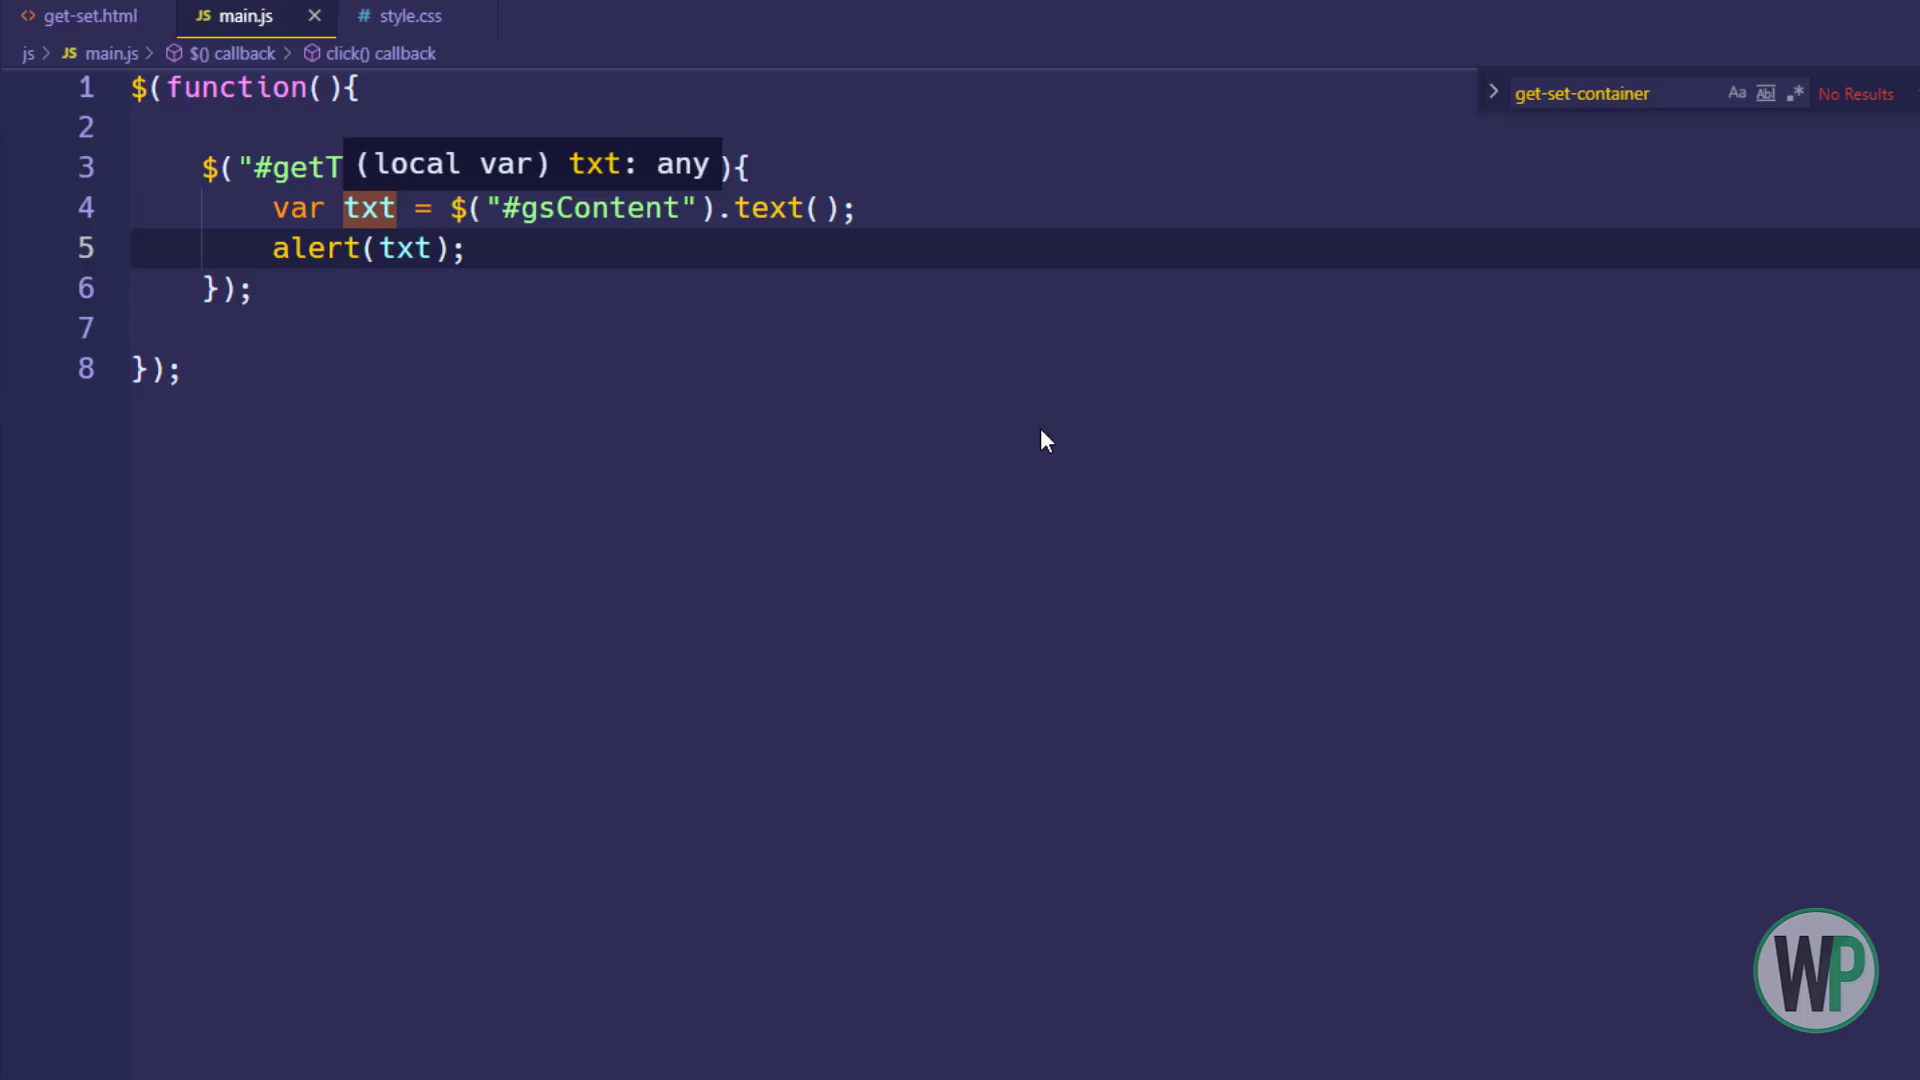 <> get-set.html JS main.js × # style.css
js > JS main.js > $() callback > click() callback
get-set-container Aa Abl .* No Results
1 $(function(){
2
(local var) txt: any
3 $("#getT ){
4 var txt = $("#gsContent").text();
5 alert(txt);
6 });
7
8 });
WP